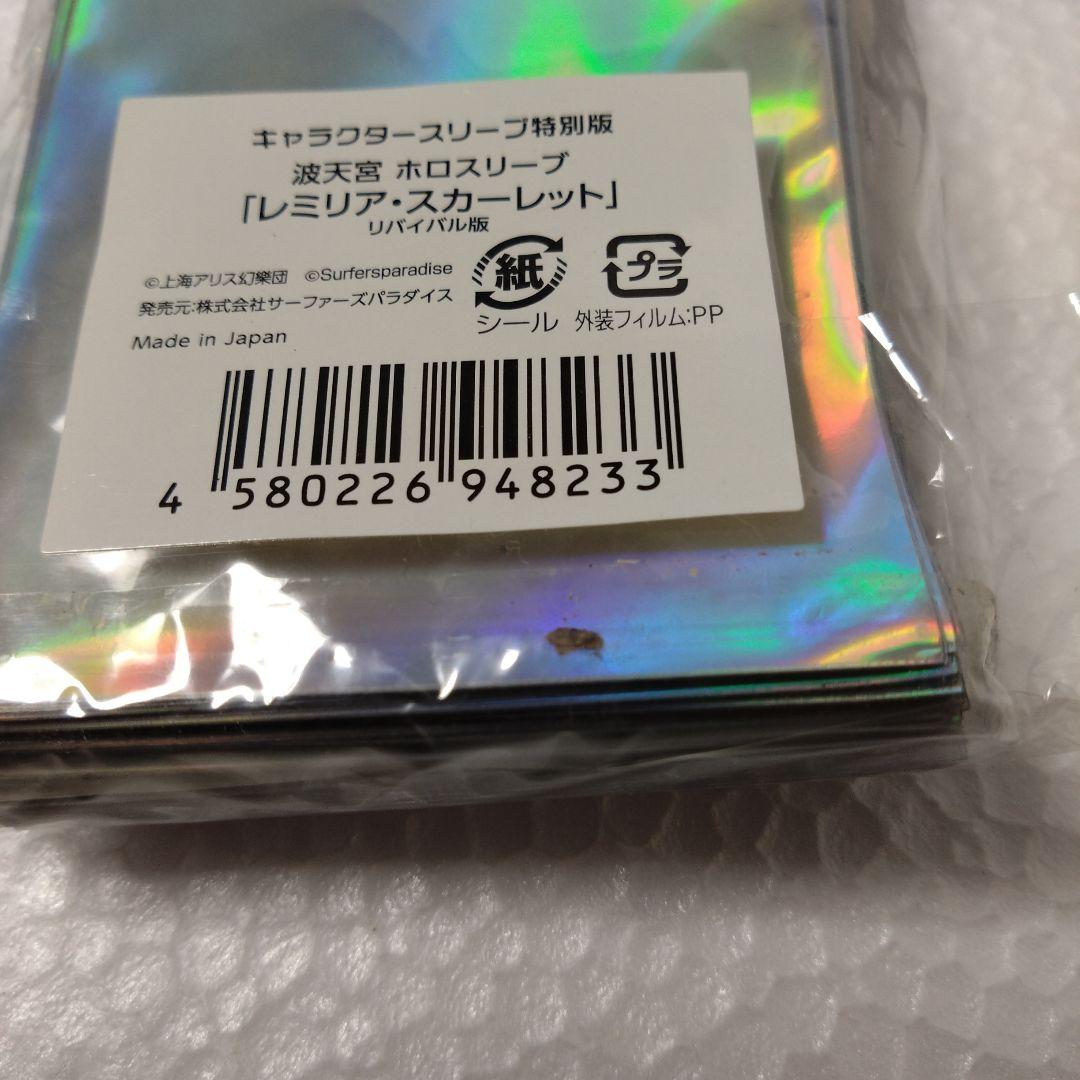 キャラクタースリーブ特別版
波天宮 ホロスリーブ
「レミリア・スカーレット」
リバイバル版
©上海アリス幻樂団 ©Surfersparadise
発売元:株式会社サーファーズパラダイス
Made in Japan
紙
シール
プラ
外装フィルム:PP
4 580226 948233